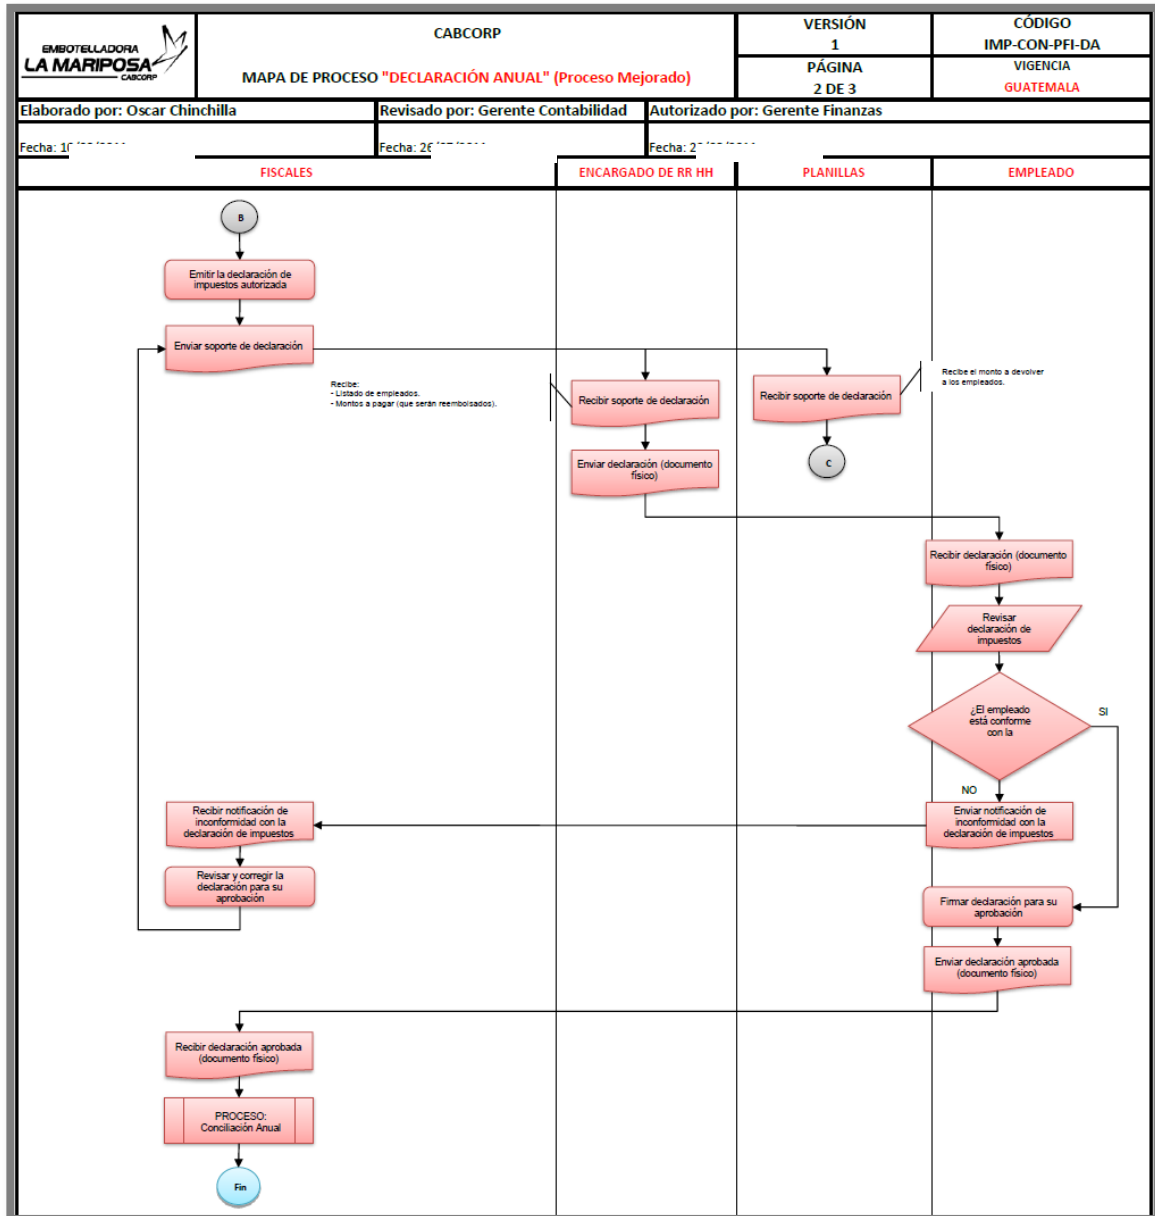 EMBOTELLADORA
LA MARIPOSA
CABCORP
CABCORP
MAPA DE PROCESO "DECLARACIÓN ANUAL" (Proceso Mejorado)
VERSIÓN
1
CÓDIGO
IMP-CON-PFI-DA
PÁGINA
2 DE 3
VIGENCIA
GUATEMALA
Elaborado por: Oscar Chinchilla
Revisado por: Gerente Contabilidad
Autorizado por: Gerente Finanzas
Fecha:
Fecha:
Fecha:
FISCALES
ENCARGADO DE RR HH
PLANILLAS
EMPLEADO
B
Emitir la declaración de
impuestos autorizada
Enviar soporte de declaración
Recibe:
- Listado de empleados.
- Montos a pagar (que serán reembolsados).
Recibir soporte de declaración
Recibir soporte de declaración
Recibe el monto a devolver
a los empleados.
Enviar declaración (documento
físico)
C
Recibir declaración (documento
físico)
Revisar
declaración de
impuestos
¿El empleado
está conforme
con la
SI
NO
Enviar notificación de
inconformidad con la
declaración de impuestos
Recibir notificación de
inconformidad con la
declaración de impuestos
Revisar y corregir la
declaración para su
aprobación
Firmar declaración para su
aprobación
Enviar declaración aprobada
(documento físico)
Recibir declaración aprobada
(documento físico)
PROCESO:
Conciliación Anual
Fin